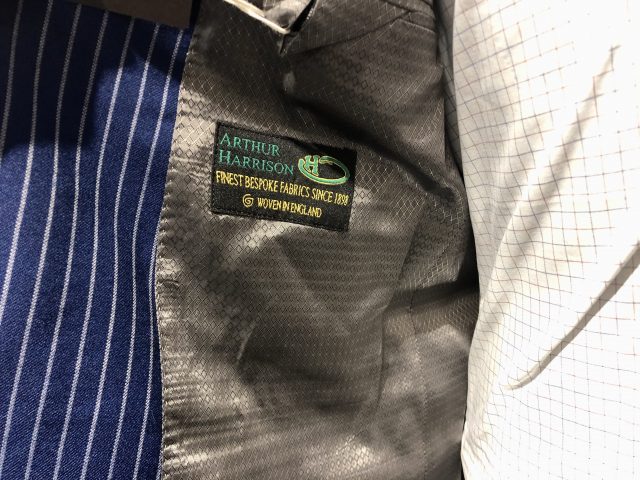 ARTHUR
HARRISON
H
FINEST BESPOKE FABRICS SINCE 1898
WOVEN IN ENGLAND